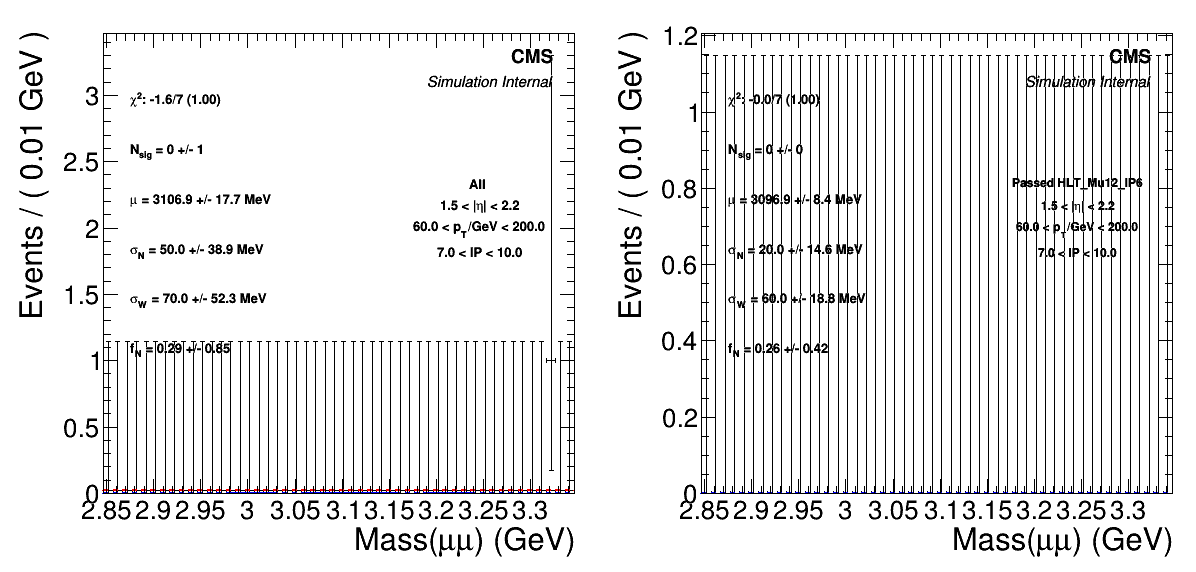 Events / ( 0.01 GeV )
3
2.5
2
1.5
1
0.5
0
CMS
Simulation Internal
χ²: -1.6/7 (1.00)
N_sig = 0 +/- 1
μ = 3106.9 +/- 17.7 MeV
σ_N = 50.0 +/- 38.9 MeV
σ_W = 70.0 +/- 52.3 MeV
f_N = 0.29 +/- 0.85
All
1.5 < |η| < 2.2
60.0 < p_T/GeV < 200.0
7.0 < IP < 10.0
2.85 2.9 2.95 3 3.05 3.1 3.15 3.2 3.25 3.3
Mass(μμ) (GeV)
Events / ( 0.01 GeV )
1.2
1
0.8
0.6
0.4
0.2
0
CMS
Simulation Internal
χ²: -0.0/7 (1.00)
N_sig = 0 +/- 0
μ = 3096.9 +/- 8.4 MeV
σ_N = 20.0 +/- 14.6 MeV
σ_W = 60.0 +/- 18.8 MeV
f_N = 0.26 +/- 0.42
Passed HLT_Mu12_IP6
1.5 < |η| < 2.2
60.0 < p_T/GeV < 200.0
7.0 < IP < 10.0
2.85 2.9 2.95 3 3.05 3.1 3.15 3.2 3.25 3.3
Mass(μμ) (GeV)